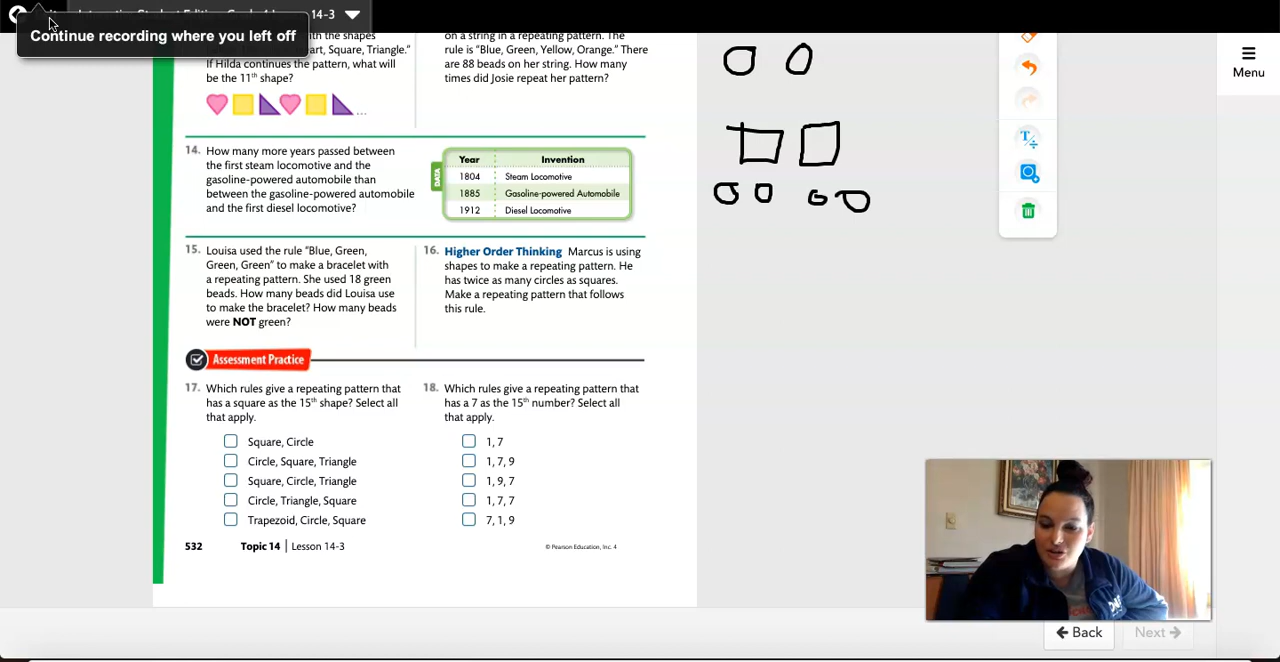 14-3
Continue recording where you left off
Menu
with the shapes
Heart, Square, Triangle."
If Hilda continues the pattern, what will
be the 11th shape?
...
on a string in a repeating pattern. The
rule is "Blue, Green, Yellow, Orange." There
are 88 beads on her string. How many
times did Josie repeat her pattern?
14. How many more years passed between
the first steam locomotive and the
gasoline-powered automobile than
between the gasoline-powered automobile
and the first diesel locomotive?
DATA
Year Invention
1804 Steam Locomotive
1885 Gasoline-powered Automobile
1912 Diesel Locomotive
15. Louisa used the rule "Blue, Green,
Green, Green" to make a bracelet with
a repeating pattern. She used 18 green
beads. How many beads did Louisa use
to make the bracelet? How many beads
were NOT green?
16. Higher Order Thinking Marcus is using
shapes to make a repeating pattern. He
has twice as many circles as squares.
Make a repeating pattern that follows
this rule.
Assessment Practice
17. Which rules give a repeating pattern that
has a square as the 15th shape? Select all
that apply.
Square, Circle
Circle, Square, Triangle
Square, Circle, Triangle
Circle, Triangle, Square
Trapezoid, Circle, Square
18. Which rules give a repeating pattern that
has a 7 as the 15th number? Select all
that apply.
1, 7
1, 7, 9
1, 9, 7
1, 7, 7
7, 1, 9
532 Topic 14 | Lesson 14-3
© Pearson Education, Inc. 4
Back
Next